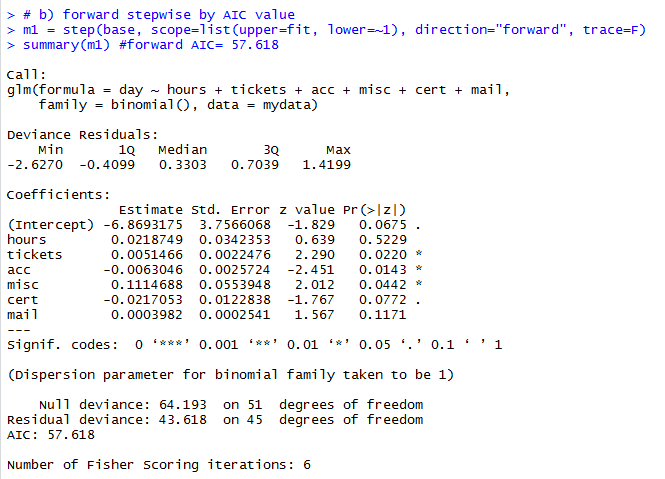 > # b) forward stepwise by AIC value
> m1 = step(base, scope=list(upper=fit, lower=~1), direction="forward", trace=F)
> summary(m1) #forward AIC= 57.618

Call:
glm(formula = day ~ hours + tickets + acc + misc + cert + mail,
    family = binomial(), data = mydata)

Deviance Residuals:
    Min       1Q   Median       3Q      Max
-2.6270  -0.4099   0.3303   0.7039   1.4199

Coefficients:
              Estimate Std. Error z value Pr(>|z|)
(Intercept) -6.8693175  3.7566068  -1.829   0.0675 .
hours        0.0218749  0.0342353   0.639   0.5229
tickets      0.0051466  0.0022476   2.290   0.0220 *
acc         -0.0063046  0.0025724  -2.451   0.0143 *
misc         0.1114688  0.0553948   2.012   0.0442 *
cert        -0.0217053  0.0122838  -1.767   0.0772 .
mail         0.0003982  0.0002541   1.567   0.1171
---
Signif. codes:  0 ‘***’ 0.001 ‘**’ 0.01 ‘*’ 0.05 ‘.’ 0.1 ‘ ’ 1

(Dispersion parameter for binomial family taken to be 1)

    Null deviance: 64.193  on 51  degrees of freedom
Residual deviance: 43.618  on 45  degrees of freedom
AIC: 57.618

Number of Fisher Scoring iterations: 6